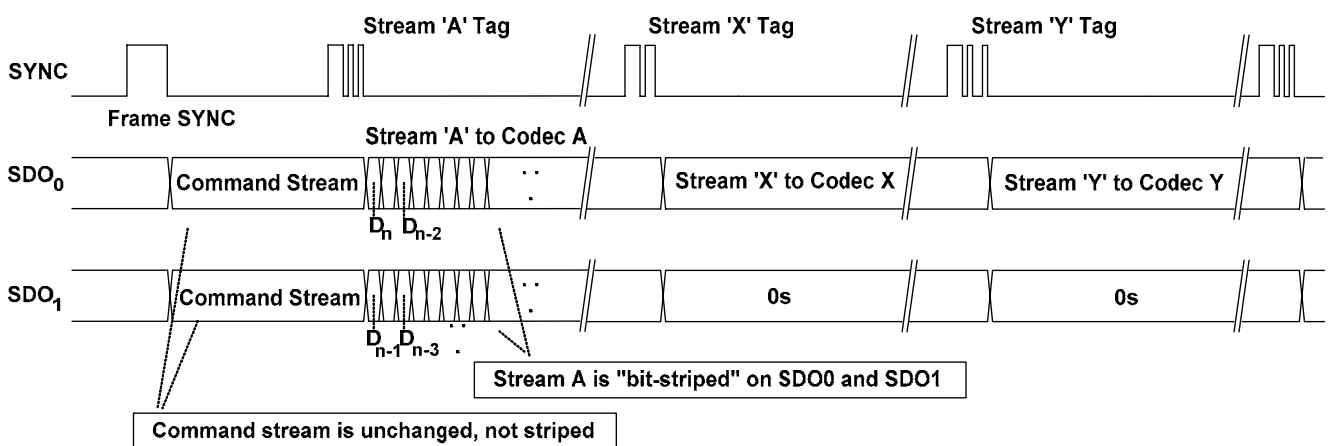 Stream 'A' Tag
Stream 'X' Tag
Stream 'Y' Tag
SYNC
Frame SYNC
Stream 'A' to Codec A
SDO0
Command Stream
. .
.
Stream 'X' to Codec X
Stream 'Y' to Codec Y
Dn
Dn-2
SDO1
Command Stream
. .
.
0s
0s
Dn-1
Dn-3
. .
.
Stream A is "bit-striped" on SDO0 and SDO1
Command stream is unchanged, not striped